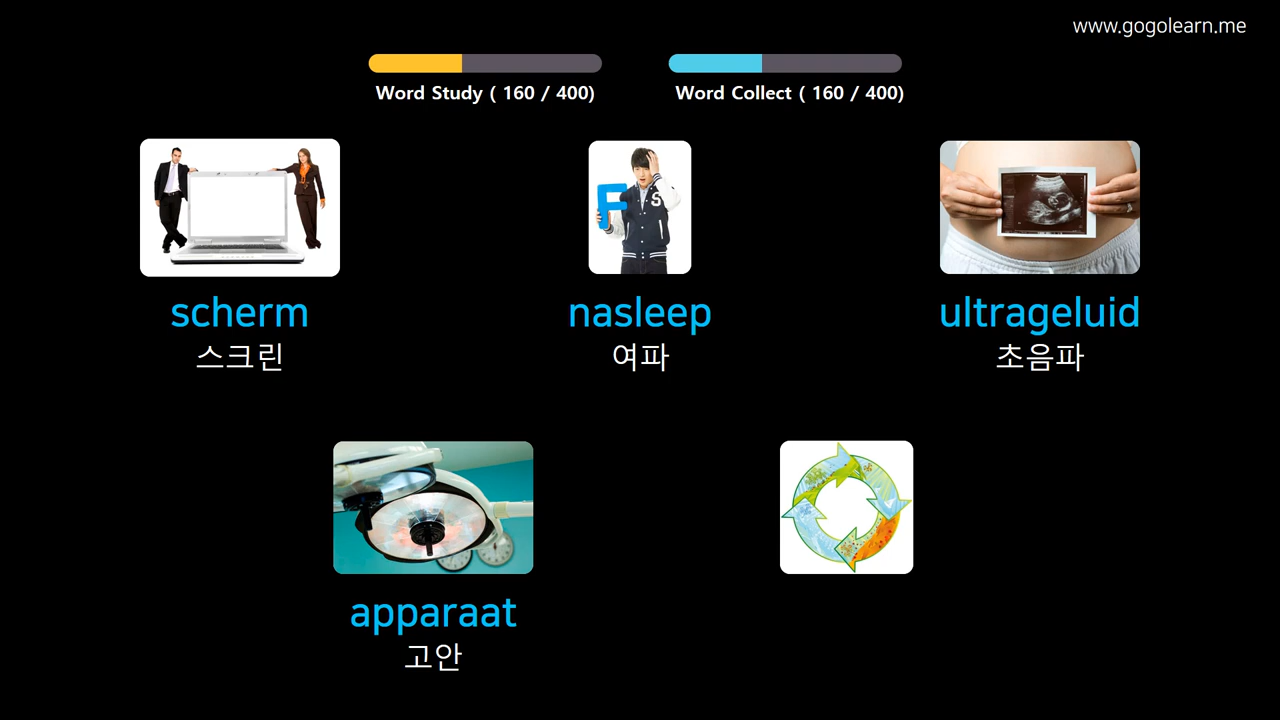 www.gogolearn.me
Word Study ( 160 / 400)
Word Collect ( 160 / 400)
F
S
scherm
nasleep
ultrageluid
스크린
여파
초음파
apparaat
고안